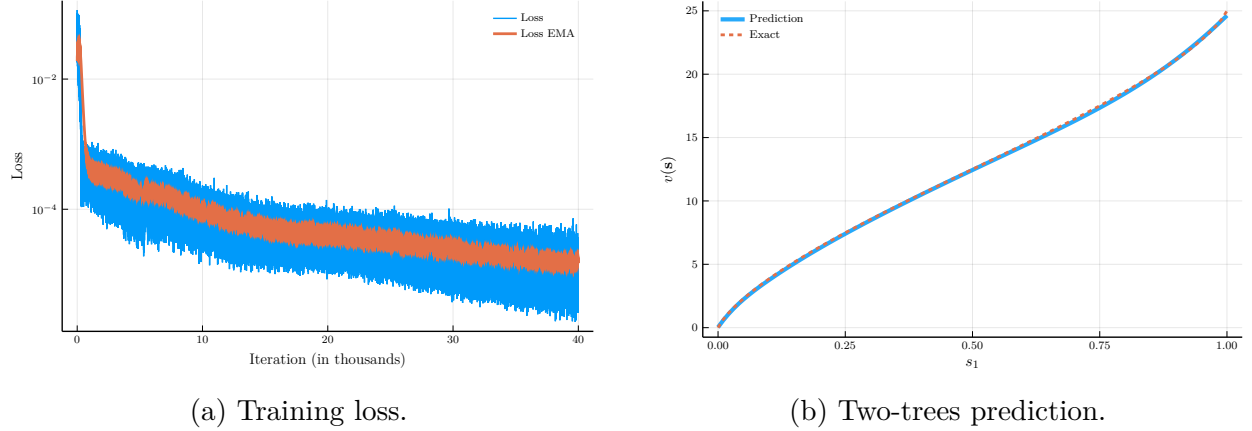 Loss
Loss EMA
10⁻²
10⁻⁴
Loss
0
10
20
30
40
Iteration (in thousands)
(a) Training loss.
Prediction
Exact
25
20
15
10
5
0
v(s)
0.00
0.25
0.50
0.75
1.00
s₁
(b) Two-trees prediction.